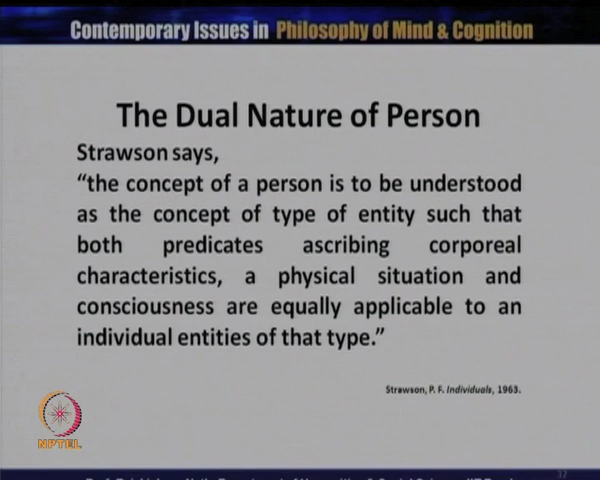 Contemporary Issues in Philosophy of Mind & Cognition
The Dual Nature of Person
Strawson says,
“the concept of a person is to be understood
as the concept of type of entity such that
both predicates ascribing corporeal
characteristics, a physical situation and
consciousness are equally applicable to an
individual entities of that type.”
Strawson, P. F. Individuals, 1963.
NPTEL
37